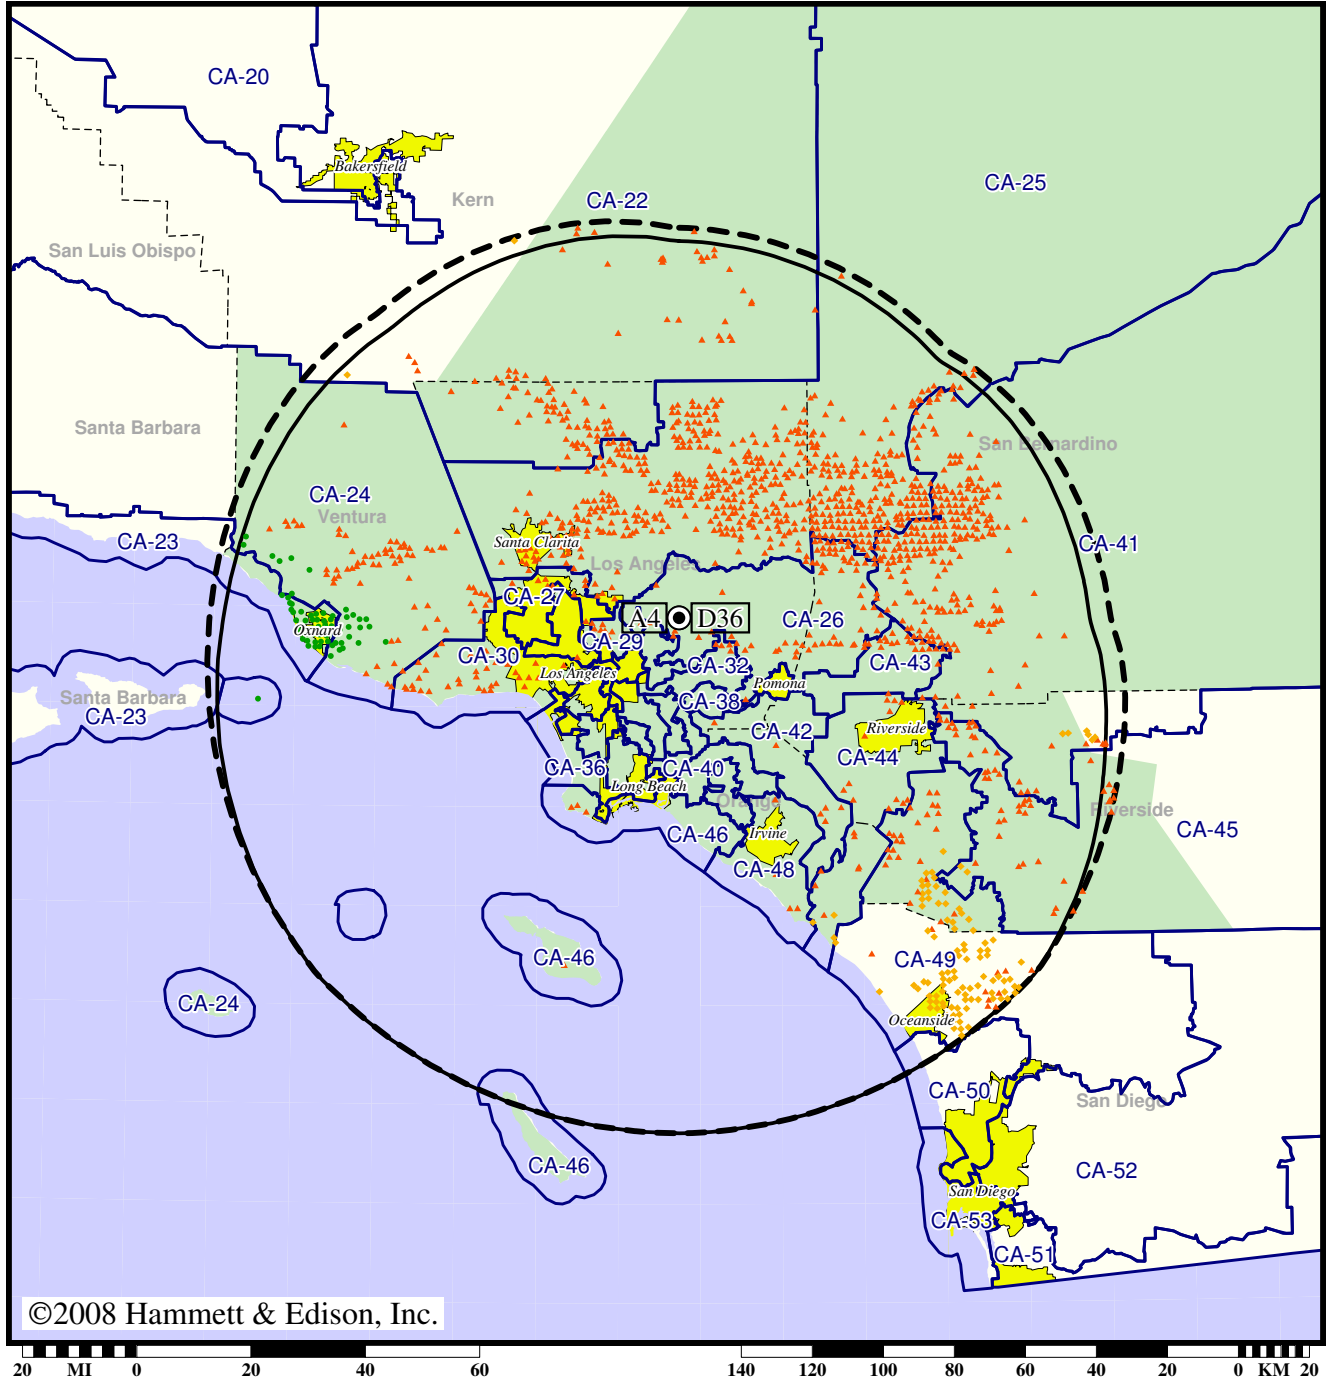 CA-20
Bakersfield
CA-25
Kern
CA-22
San Luis Obispo
Santa Barbara
San Bernardino
CA-24
Ventura
CA-23
Santa Clarita
CA-41
Los Angeles
CA-27
A4
D36
CA-26
Oxnard
CA-29
CA-30
CA-32
CA-43
Los Angeles
Pomona
Santa Barbara
CA-38
CA-23
CA-42
Riverside
CA-44
CA-36
CA-40
Long Beach
Orange
Riverside
CA-46
Irvine
CA-45
CA-48
CA-46
CA-49
CA-24
Oceanside
CA-50
San Diego
CA-46
CA-52
San Diego
CA-53
CA-51
©2008 Hammett & Edison, Inc.
20 MI 0 20 40 60 140 120 100 80 60 40 20 0 KM 20